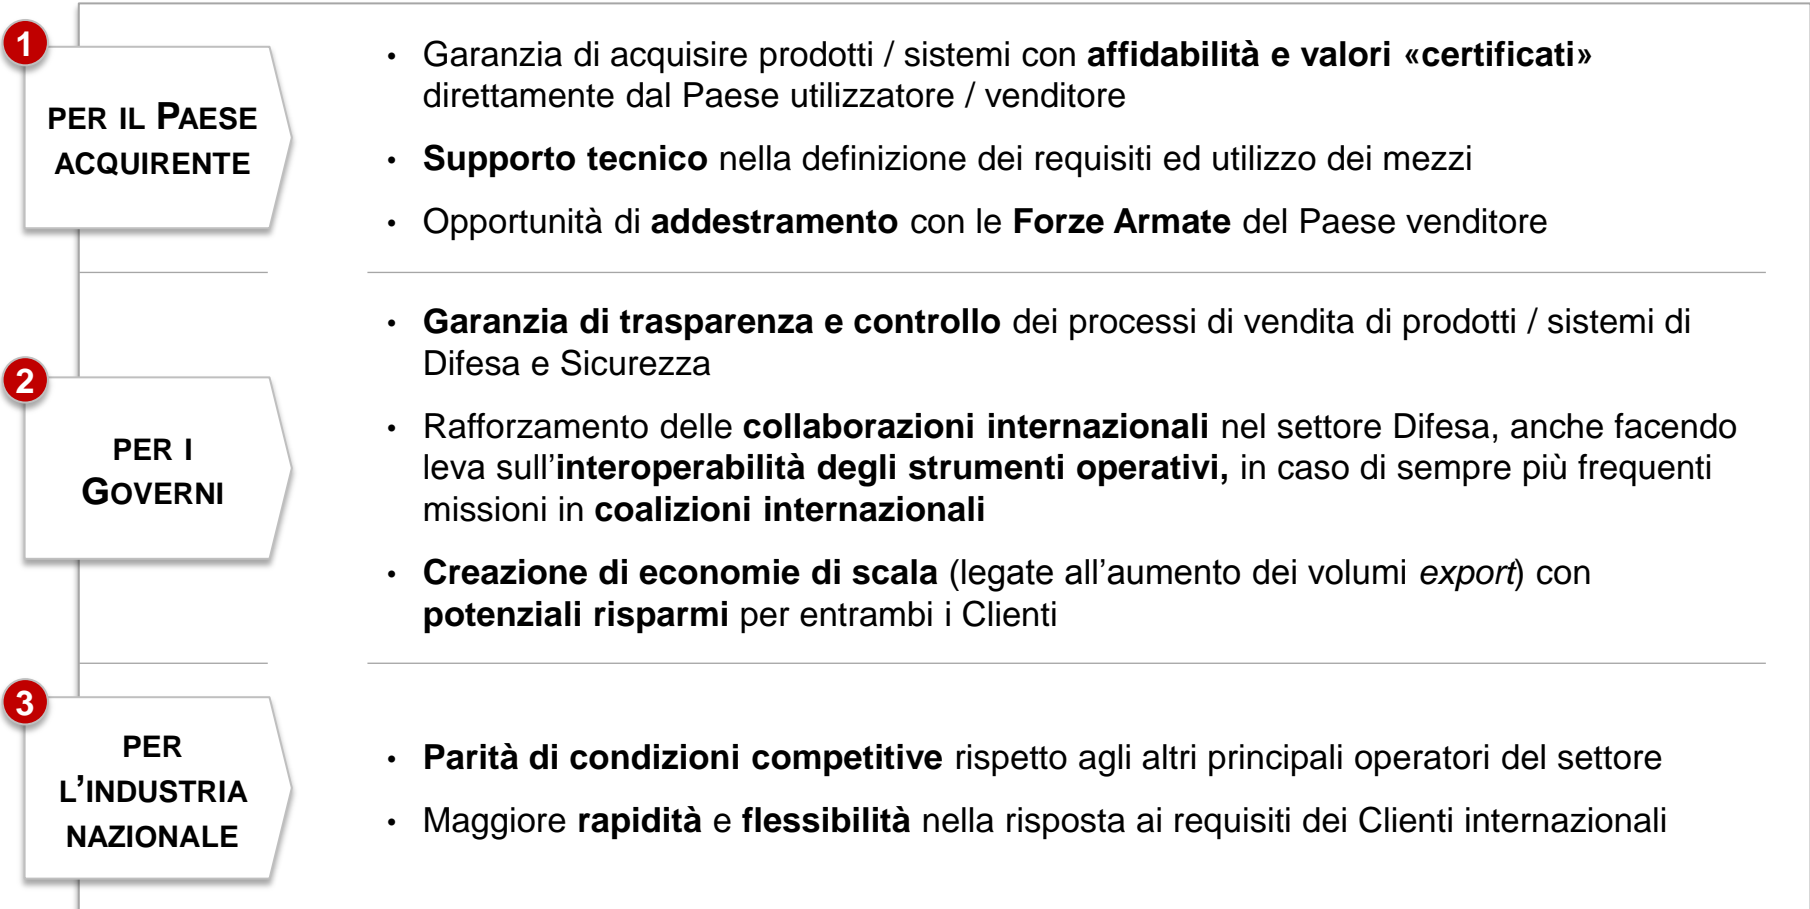 1
PER IL PAESE
ACQUIRENTE
• Garanzia di acquisire prodotti / sistemi con affidabilità e valori «certificati»
direttamente dal Paese utilizzatore / venditore
• Supporto tecnico nella definizione dei requisiti ed utilizzo dei mezzi
• Opportunità di addestramento con le Forze Armate del Paese venditore
2
PER I
GOVERNI
• Garanzia di trasparenza e controllo dei processi di vendita di prodotti / sistemi di
Difesa e Sicurezza
• Rafforzamento delle collaborazioni internazionali nel settore Difesa, anche facendo
leva sull’interoperabilità degli strumenti operativi, in caso di sempre più frequenti
missioni in coalizioni internazionali
• Creazione di economie di scala (legate all’aumento dei volumi export) con
potenziali risparmi per entrambi i Clienti
3
PER
L’INDUSTRIA
NAZIONALE
• Parità di condizioni competitive rispetto agli altri principali operatori del settore
• Maggiore rapidità e flessibilità nella risposta ai requisiti dei Clienti internazionali